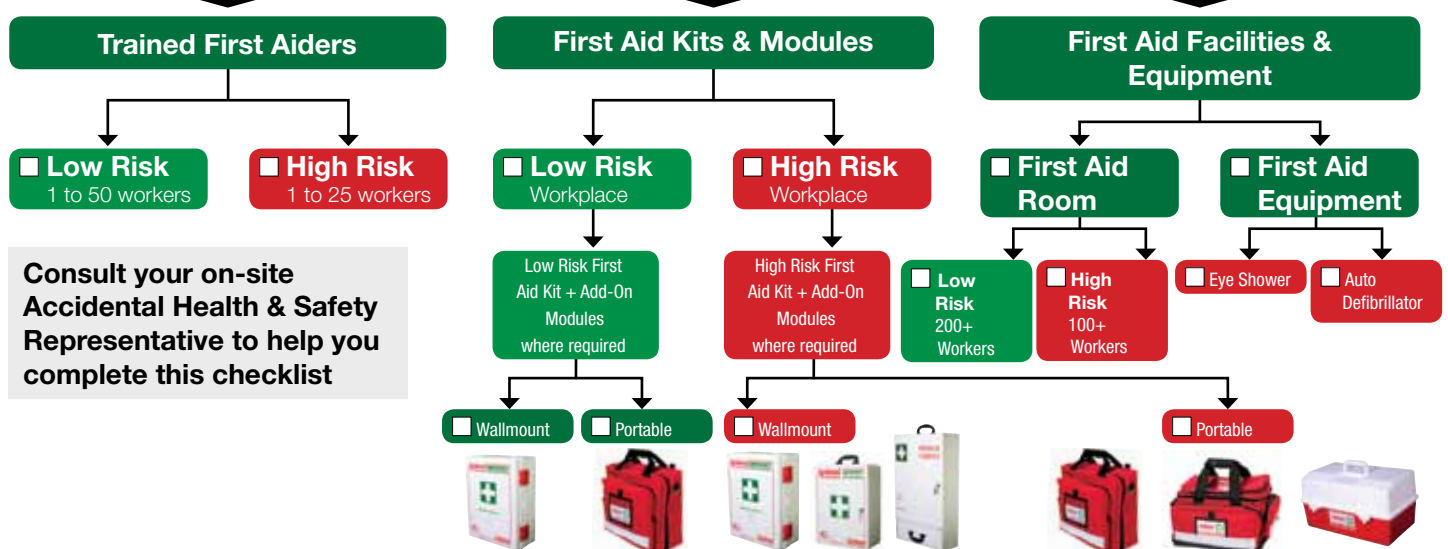 Trained First Aiders
First Aid Kits & Modules
First Aid Facilities &
Equipment
Low Risk
1 to 50 workers
High Risk
1 to 25 workers
Low Risk
Workplace
High Risk
Workplace
First Aid
Room
First Aid
Equipment
Consult your on-site
Accidental Health & Safety
Representative to help you
complete this checklist
Low Risk First
Aid Kit + Add-On
Modules
where required
High Risk First
Aid Kit + Add-On
Modules
where required
Low
Risk
200+
Workers
High
Risk
100+
Workers
Eye Shower
Auto
Defibrillator
Wallmount
Portable
Wallmount
Portable